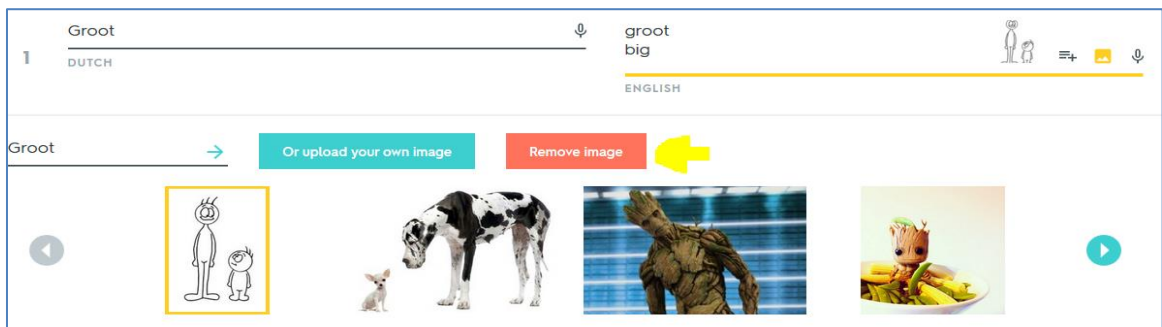 Groot
groot
big
1
DUTCH
ENGLISH
Groot
Or upload your own image
Remove image